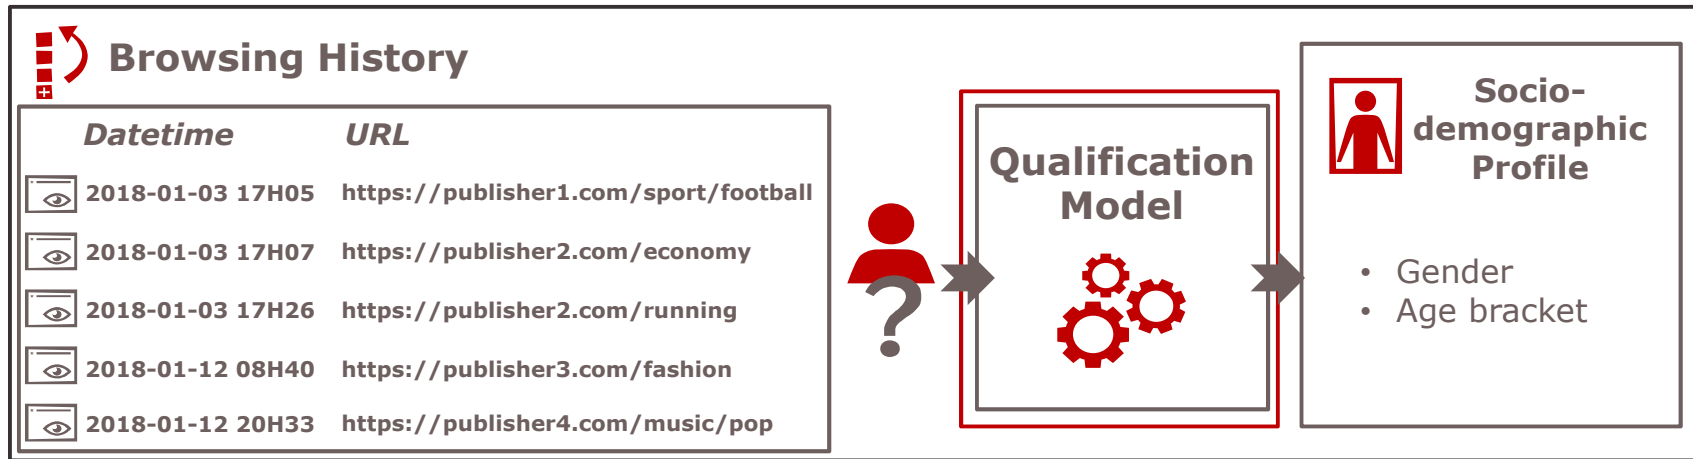 Browsing History
Datetime URL
2018-01-03 17H05 https://publisher1.com/sport/football
2018-01-03 17H07 https://publisher2.com/economy
2018-01-03 17H26 https://publisher2.com/running
2018-01-12 08H40 https://publisher3.com/fashion
2018-01-12 20H33 https://publisher4.com/music/pop
?
Qualification
Model
Socio-
demographic
Profile
• Gender
• Age bracket